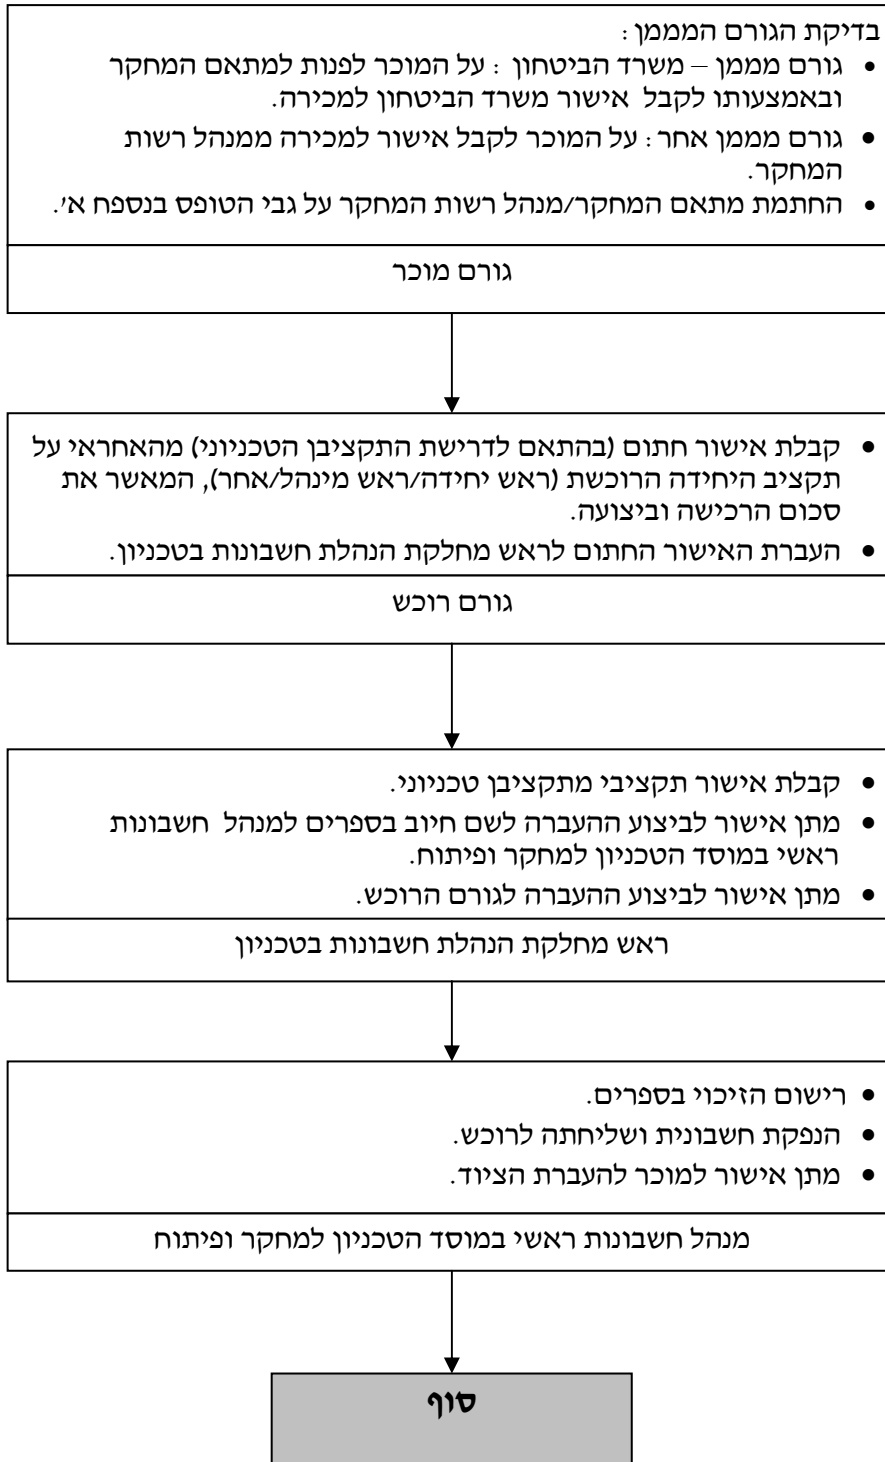 בדיקת הגורם המממן:
• גורם מממן – משרד הביטחון : על המוכר לפנות למתאם המחקר
ובאמצעותו לקבל אישור משרד הביטחון למכירה.
• גורם מממן אחר: על המוכר לקבל אישור למכירה ממנהל רשות
המחקר.
• החתמת מתאם המחקר/מנהל רשות המחקר על גבי הטופס בנספח א'.
גורם מוכר
• קבלת אישור חתום (בהתאם לדרישת התקציבן הטכניוני) מהאחראי על
תקציב היחידה הרוכשת (ראש יחידה/ראש מינהל/אחר), המאשר את
סכום הרכישה וביצועה.
• העברת האישור החתום לראש מחלקת הנהלת חשבונות בטכניון.
גורם רוכש
• קבלת אישור תקציבי מתקציבן טכניוני.
• מתן אישור לביצוע ההעברה לשם חיוב בספרים למנהל חשבונות
ראשי במוסד הטכניון למחקר ופיתוח.
• מתן אישור לביצוע ההעברה לגורם הרוכש.
ראש מחלקת הנהלת חשבונות בטכניון
• רישום הזיכוי בספרים.
• הנפקת חשבונית ושליחתה לרוכש.
• מתן אישור למוכר להעברת הציוד.
מנהל חשבונות ראשי במוסד הטכניון למחקר ופיתוח
סוף